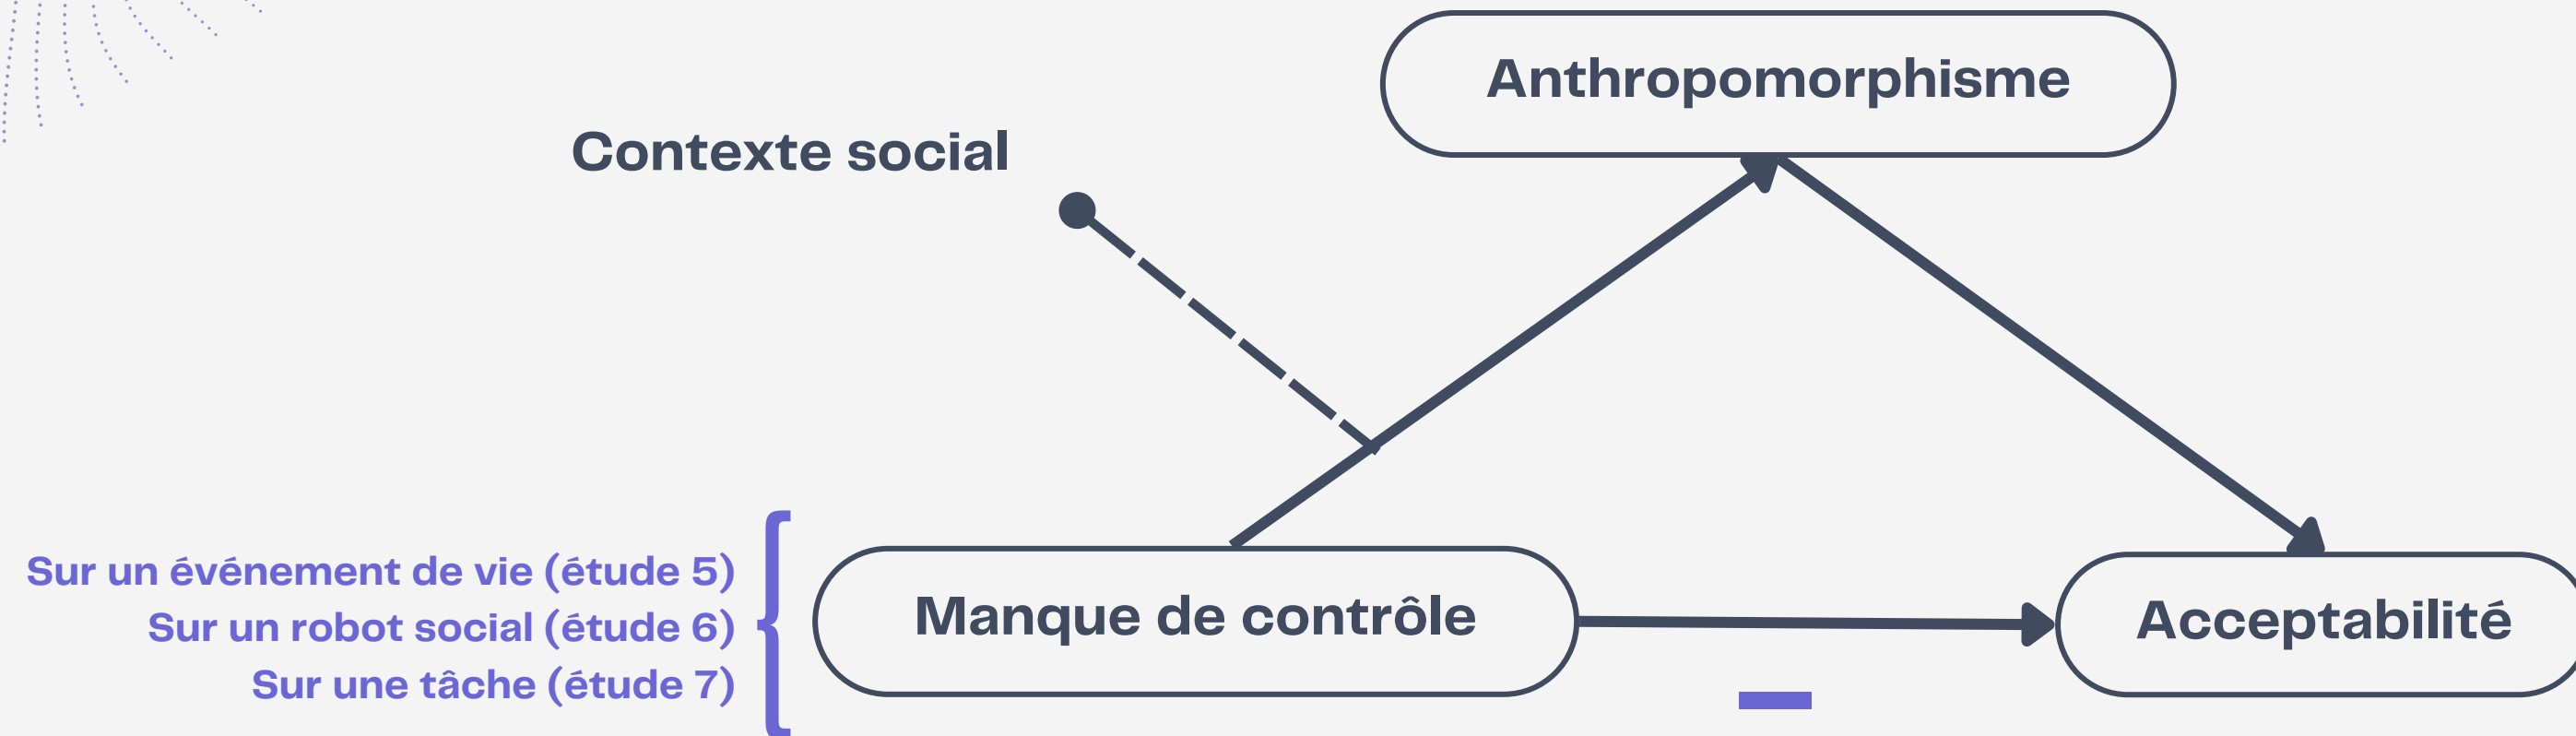 Anthropomorphisme
Contexte social
Sur un événement de vie (étude 5)
Sur un robot social (étude 6)
Sur une tâche (étude 7)
Manque de contrôle
Acceptabilité